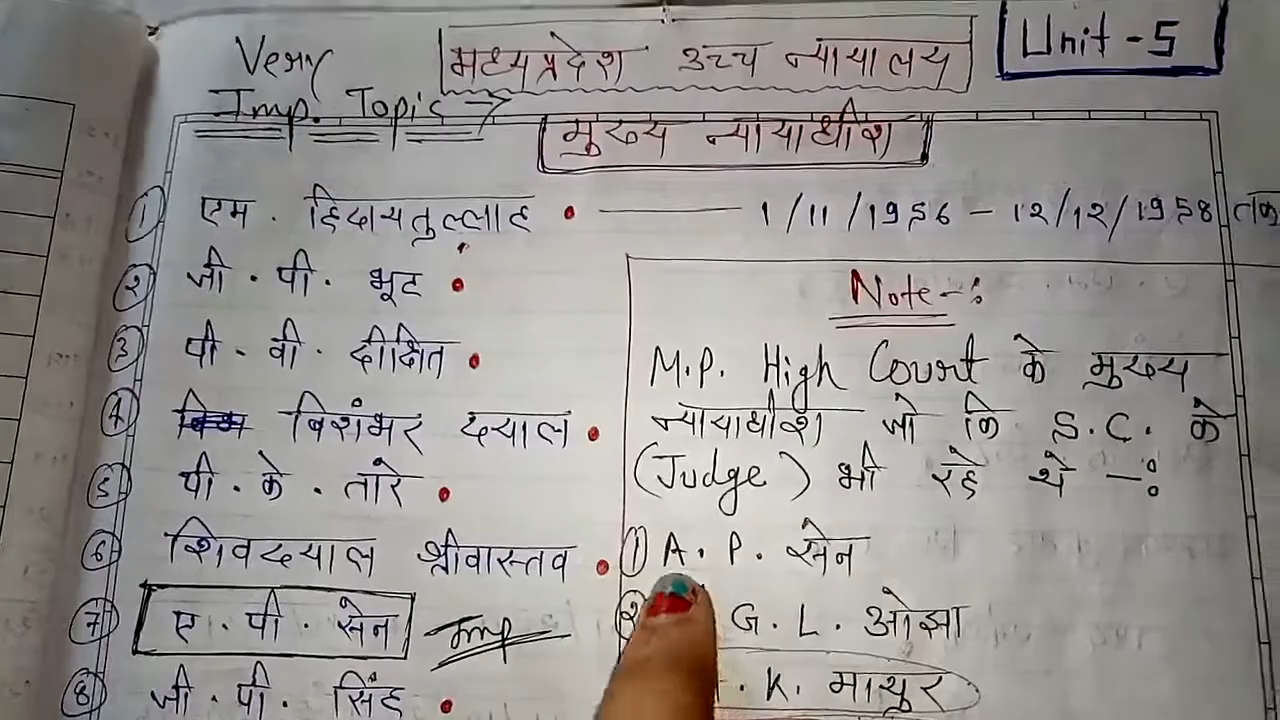 Very
Imp. Topic →
मध्यप्रदेश उच्च न्यायालय
Unit - 5
मुख्य न्यायाधीश
① एम. हिदायतुल्लाह • —— 1/11/1956 - 12/12/1958 तक
② जी. पी. भूट •
③ पी. वी. दीक्षित •
④ बिशंभर दयाल •
⑤ पी. के. तारे •
⑥ शिवदयाल श्रीवास्तव •
⑦ ए. पी. सेन Imp
⑧ जी. पी. सिंह •
Note-:
M.P. High Court के मुख्य
न्यायाधीश जो कि S.C. के
(Judge) भी रहे थे -:
① A. P. सेन
② G. L. ओझा
. K. माथुर